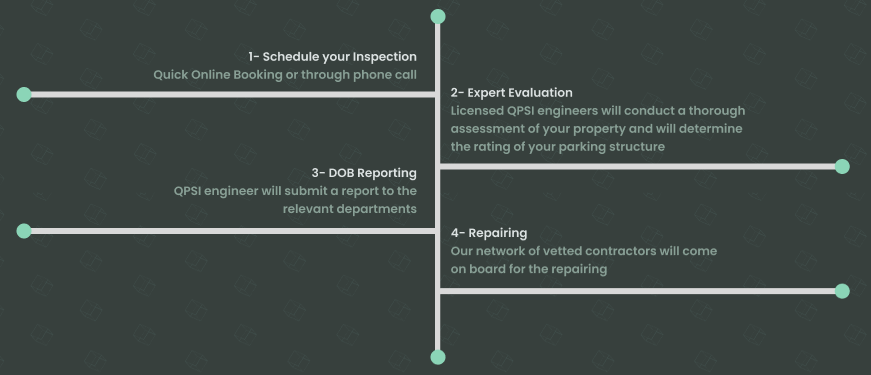 1- Schedule your Inspection
Quick Online Booking or through phone call
2- Expert Evaluation
Licensed QPSI engineers will conduct a thorough
assessment of your property and will determine
the rating of your parking structure
3- DOB Reporting
QPSI engineer will submit a report to the
relevant departments
4- Repairing
Our network of vetted contractors will come
on board for the repairing